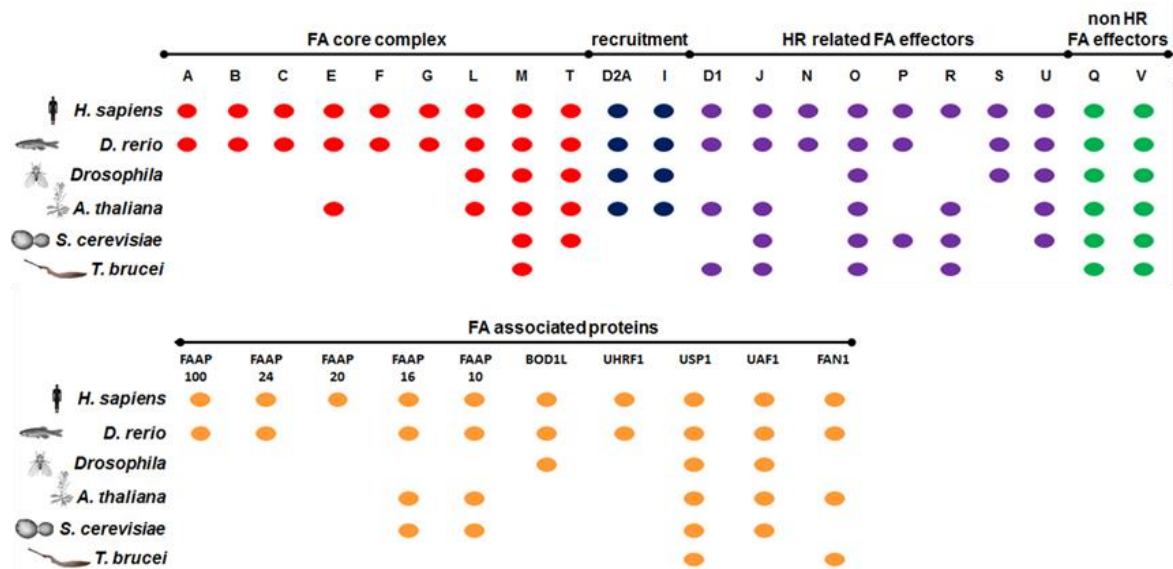 non HR
FA core complex recruitment HR related FA effectors FA effectors
A B C E F G L M T D2A I D1 J N O P R S U Q V
H. sapiens
D. rerio
Drosophila
A. thaliana
S. cerevisiae
T. brucei
FA associated proteins
FAAP FAAP FAAP FAAP FAAP BOD1L UHRF1 USP1 UAF1 FAN1
100 24 20 16 10
H. sapiens
D. rerio
Drosophila
A. thaliana
S. cerevisiae
T. brucei